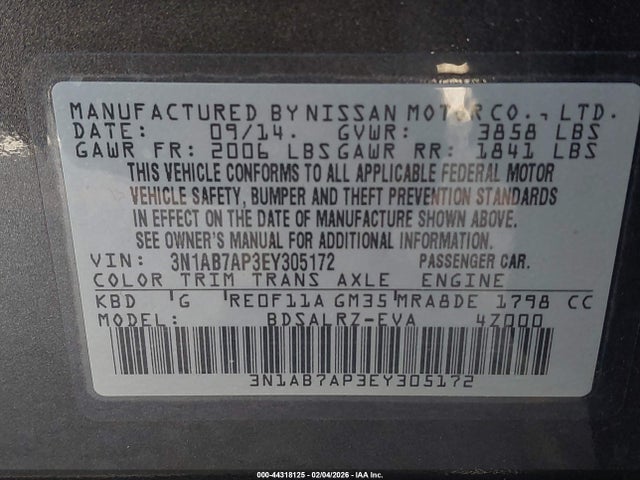 MANUFACTURED BY NISSAN MOTOR CO., LTD.
DATE: 09/14. GVWR: 3858 LBS
GAWR FR: 2006 LBS GAWR RR: 1841 LBS
THIS VEHICLE CONFORMS TO ALL APPLICABLE FEDERAL MOTOR
VEHICLE SAFETY, BUMPER AND THEFT PREVENTION STANDARDS
IN EFFECT ON THE DATE OF MANUFACTURE SHOWN ABOVE.
SEE OWNER'S MANUAL FOR ADDITIONAL INFORMATION.
VIN: 3N1AB7AP3EY305172 PASSENGER CAR.
COLOR TRIM TRANS AXLE ENGINE
KBD G RE0F11A GM35 MRA8DE 1798 CC
MODEL: BDSALRZ-EVA 4Z000
3N1AB7AP3EY305172
000-44318125 - 02/04/2026 - IAA Inc.